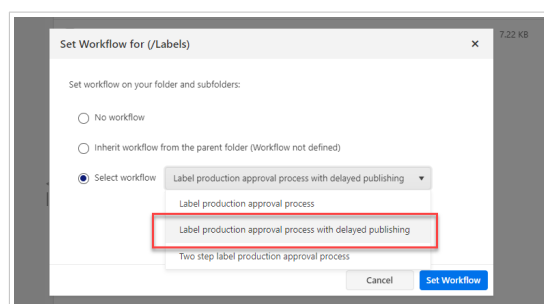 7.22 KB
Set Workflow for (/Labels)
Set workflow on your folder and subfolders:
No workflow
Inherit workflow from the parent folder (Workflow not defined)
Select workflow
Label production approval process with delayed publishing
Label production approval process
Label production approval process with delayed publishing
Two step label production approval process
Cancel
Set Workflow